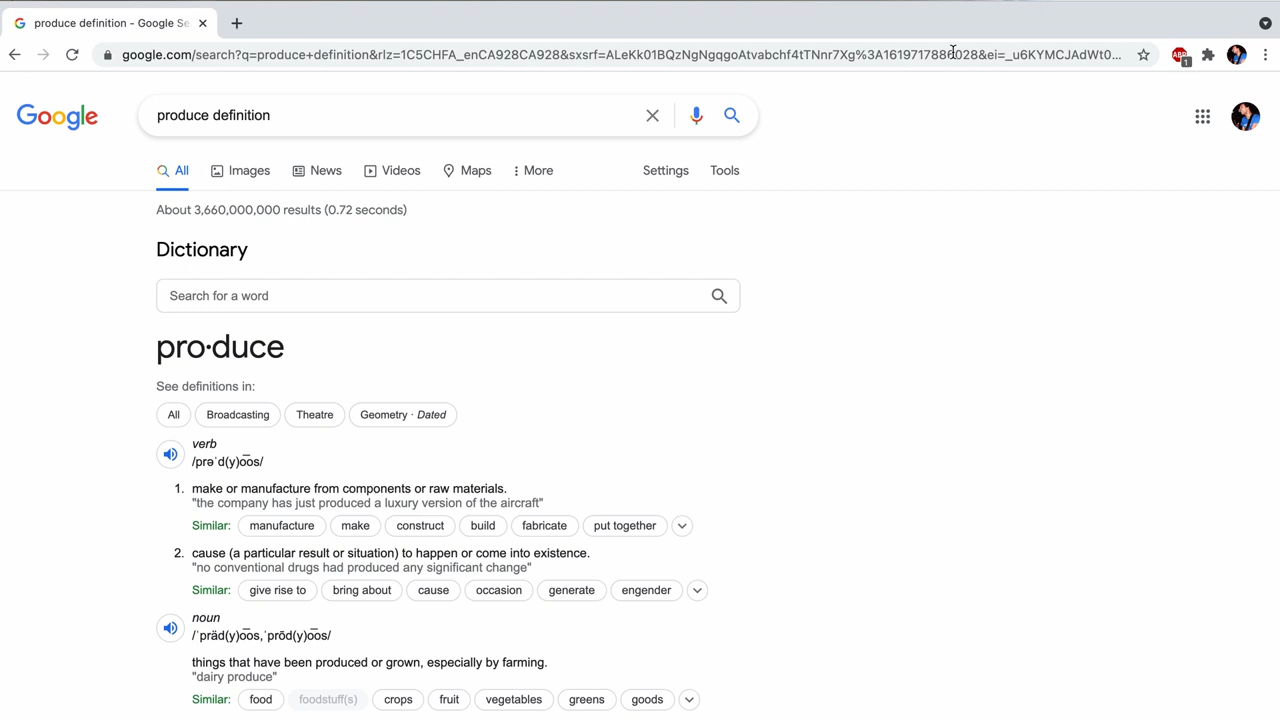 produce definition - Google Se
google.com/search?q=produce+definition&rlz=1C5CHFA_enCA928CA928&sxsrf=ALeKk01BQzNgNgqgoAtvabchf4tTNnr7Xg%3A1619717888028&ei=_u6KYMCJAdWt0...
ABP
1
Google
produce definition
All Images News Videos Maps More Settings Tools
About 3,660,000,000 results (0.72 seconds)
Dictionary
Search for a word
pro·duce
See definitions in:
All Broadcasting Theatre Geometry · Dated
verb
/prəˈd(y)o͞os/
1. make or manufacture from components or raw materials.
"the company has just produced a luxury version of the aircraft"
Similar: manufacture make construct build fabricate put together
2. cause (a particular result or situation) to happen or come into existence.
"no conventional drugs had produced any significant change"
Similar: give rise to bring about cause occasion generate engender
noun
/ˈpräd(y)o͞os,ˈprōd(y)o͞os/
things that have been produced or grown, especially by farming.
"dairy produce"
Similar: food foodstuff(s) crops fruit vegetables greens goods